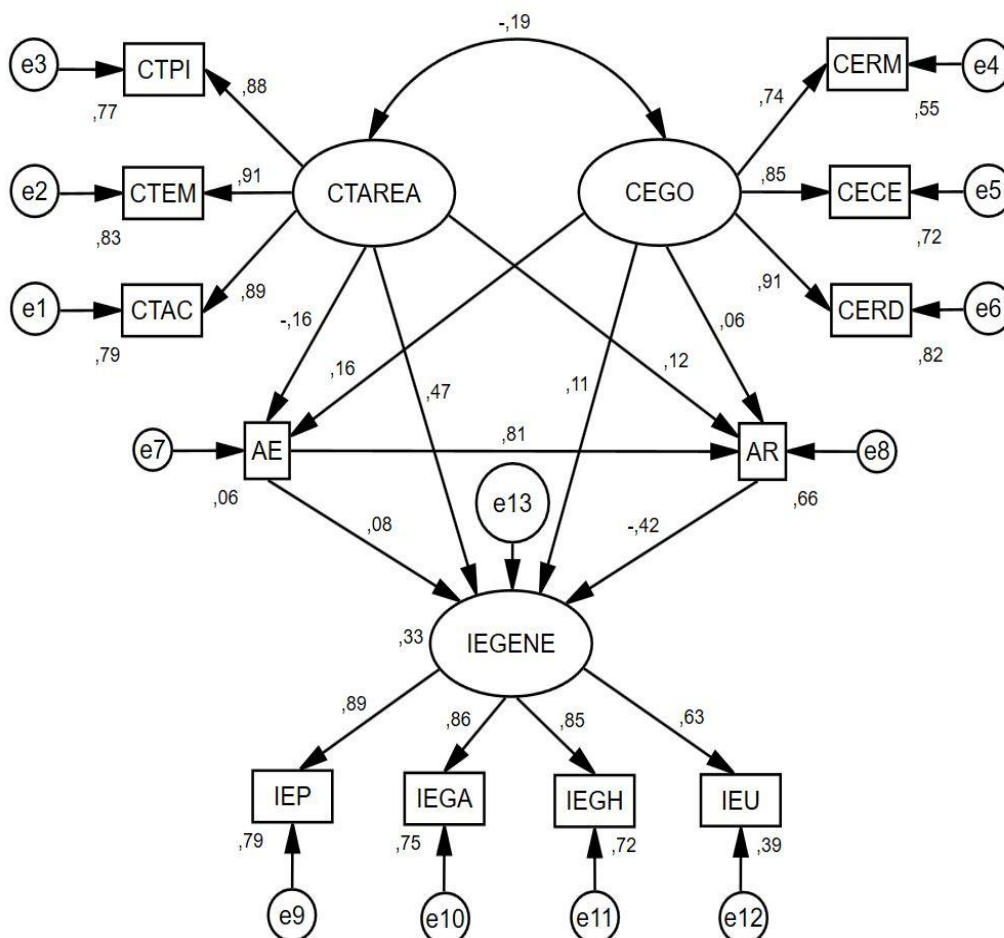 -,19
e3
CTPI
,77
,88
CERM
e4
,74
,55
e2
CTEM
,91
,83
CTAREA
CEGO
,85
CECE
e5
,72
e1
CTAC
,89
,79
,91
CERD
e6
,82
-,16
,16
,47
,11
,06
,12
e7
AE
,06
,81
AR
e8
,66
e13
,08
-,42
,33
IEGENE
,89
,86
,85
,63
IEP
IEGA
IEGH
IEU
,79
,75
,72
,39
e9
e10
e11
e12